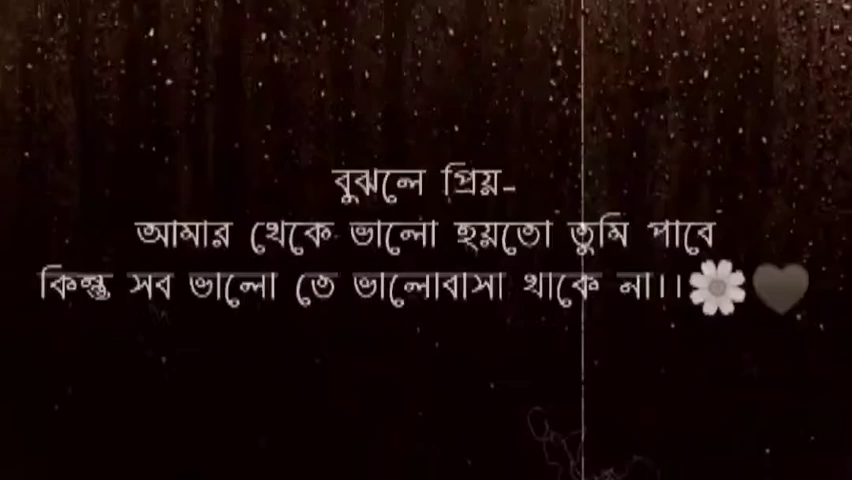 বুঝলে প্রিয়-
আমার থেকে ভালো হয়তো তুমি পাবে
কিন্তু সব ভালো তে ভালোবাসা থাকে না।।🌼🖤